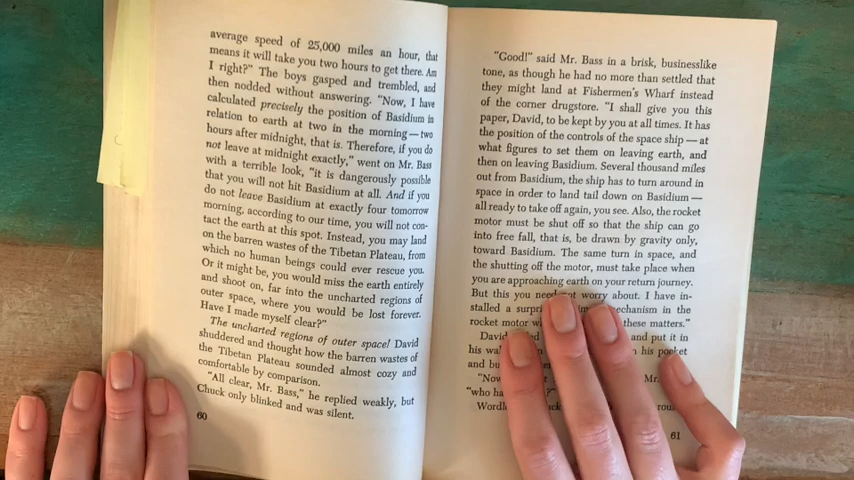 average speed of 25,000 miles an hour, that
means it will take you two hours to get there. Am
I right?" The boys gasped and trembled, and
then nodded without answering. "Now, I have
calculated precisely the position of Basidium in
relation to earth at two in the morning—two
hours after midnight, that is. Therefore, if you do
not leave at midnight exactly," went on Mr. Bass
with a terrible look, "it is dangerously possible
that you will not hit Basidium at all. And if you
do not leave Basidium at exactly four tomorrow
morning, according to our time, you will not con-
tact the earth at this spot. Instead, you may land
on the barren wastes of the Tibetan Plateau, from
which no human beings could ever rescue you.
Or it might be, you would miss the earth entirely
and shoot on, far into the uncharted regions of
outer space, where you would be lost forever.
Have I made myself clear?"
The uncharted regions of outer space! David
shuddered and thought how the barren wastes of
the Tibetan Plateau sounded almost cozy and
comfortable by comparison.
"All clear, Mr. Bass," he replied weakly, but
Chuck only blinked and was silent.
60
"Good!" said Mr. Bass in a brisk, businesslike
tone, as though he had no more than settled that
they might land at Fishermen's Wharf instead
of the corner drugstore. "I shall give you this
paper, David, to be kept by you at all times. It has
the position of the controls of the space ship—at
what figures to set them on leaving earth, and
then on leaving Basidium. Several thousand miles
out from Basidium, the ship has to turn around in
space in order to land tail down on Basidium—
all ready to take off again, you see. Also, the rocket
motor must be shut off so that the ship can go
into free fall, that is, be drawn by gravity only,
toward Basidium. The same turn in space, and
the shutting off the motor, must take place when
you are approaching earth on your return journey.
But this you need not worry about. I have in-
stalled a mechanism in the
rocket motor these matters."
David and put it in
his his pocket
and
"Now Mr.
"who
61